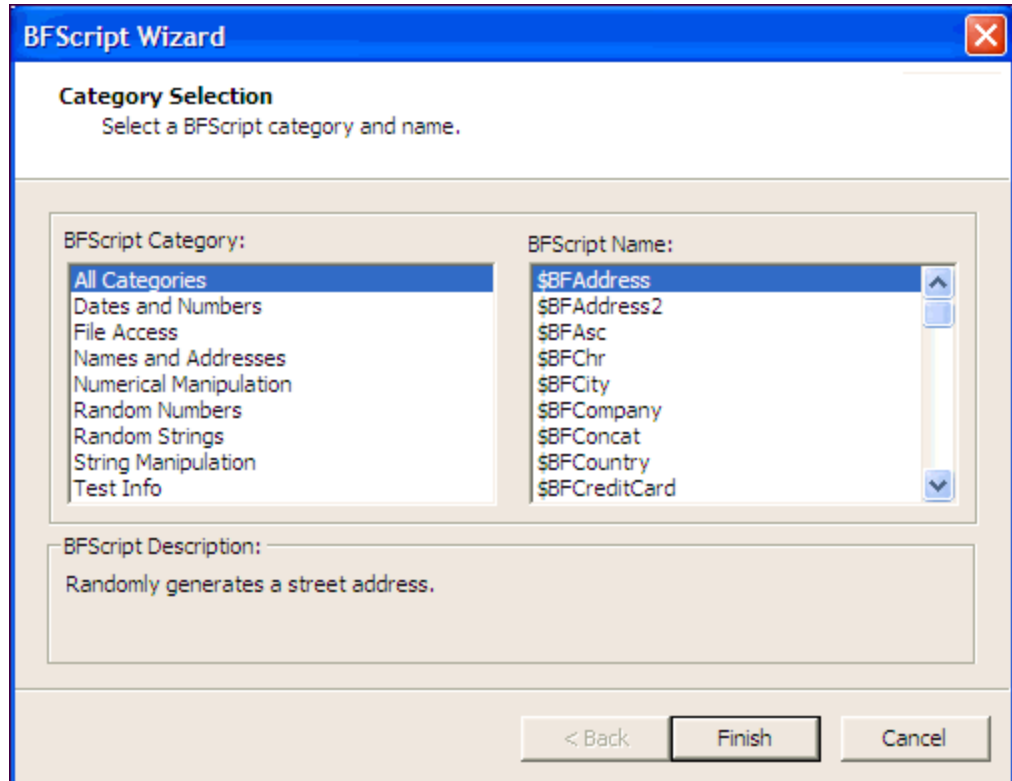 BFScript Wizard
Category Selection
Select a BFScript category and name.
BFScript Category:
All Categories
Dates and Numbers
File Access
Names and Addresses
Numerical Manipulation
Random Numbers
Random Strings
String Manipulation
Test Info
BFScript Name:
$BFAddress
$BFAddress2
$BFAsc
$BFChr
$BFCity
$BFCompany
$BFConcat
$BFCountry
$BFCreditCard
BFScript Description:
Randomly generates a street address.
< Back Finish Cancel